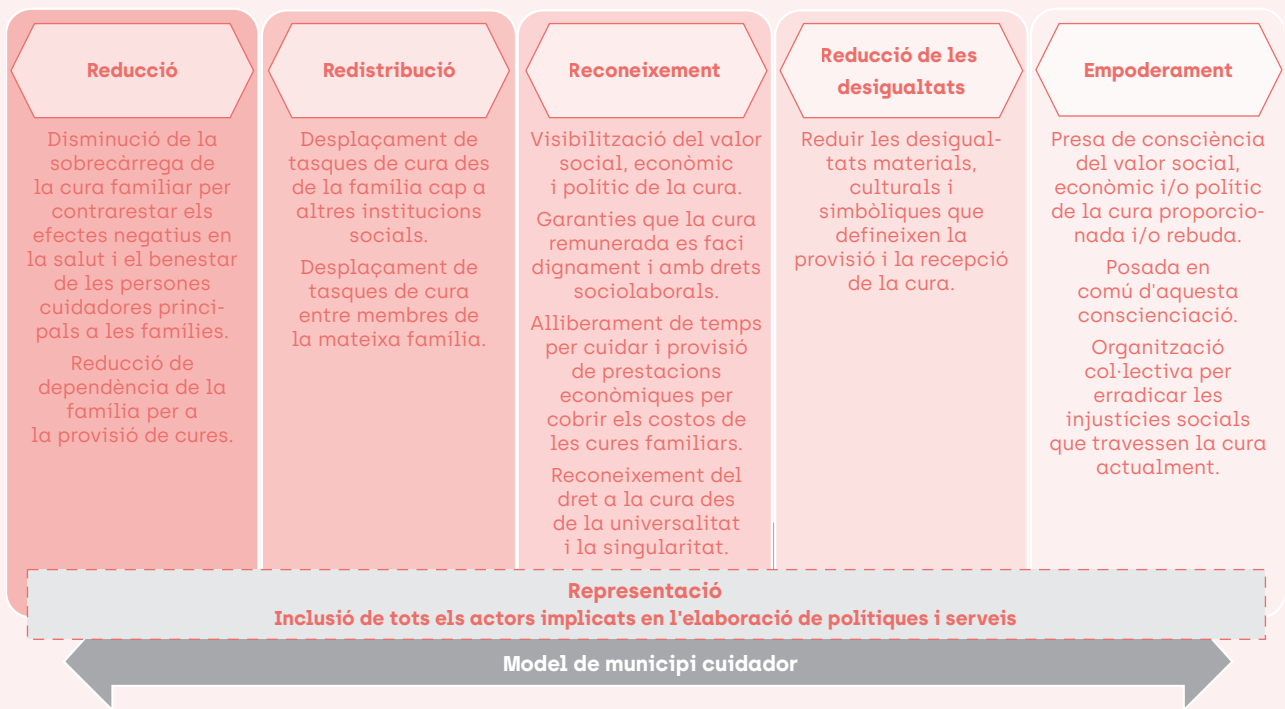 Reducció
Disminució de la
sobrecàrrega de
la cura familiar per
contrarestar els
efectes negatius en
la salut i el benestar
de les persones
cuidadores princi-
pals a les famílies.
Reducció de
dependència de la
família per a
la provisió de cures.
Redistribució
Desplaçament de
tasques de cura des
de la família cap a
altres institucions
socials.
Desplaçament de
tasques de cura
entre membres de
la mateixa família.
Reconeixement
Visibilització del valor
social, econòmic
i polític de la cura.
Garanties que la cura
remunerada es faci
dignament i amb drets
sociolaborals.
Alliberament de temps
per cuidar i provisió
de prestacions
econòmiques per
cobrir els costos de
les cures familiars.
Reconeixement del
dret a la cura des
de la universalitat
i la singularitat.
Reducció de les
desigualtats
Reduir les desigual-
tats materials,
culturals i
simbòliques que
defineixen la
provisió i la recepció
de la cura.
Empoderament
Presa de consciència
del valor social,
econòmic i/o polític
de la cura proporcio-
nada i/o rebuda.
Posada en
comú d'aquesta
conscienciació.
Organització
col·lectiva per
erradicar les
injustícies socials
que travessen la cura
actualment.
Representació
Inclusió de tots els actors implicats en l'elaboració de polítiques i serveis
Model de municipi cuidador